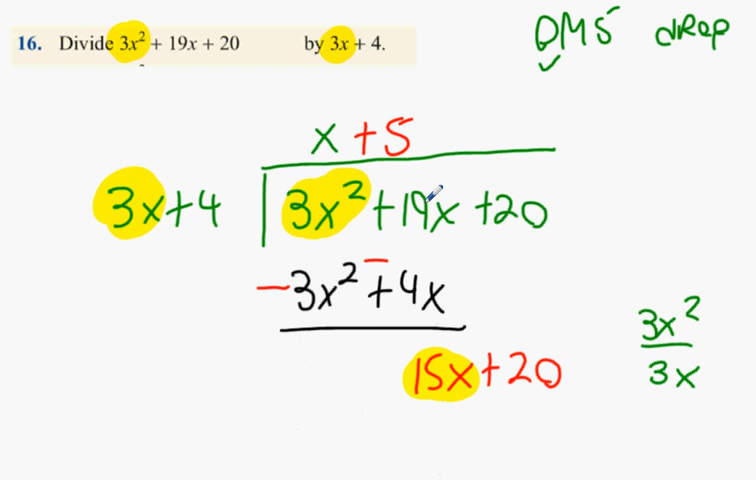 16. Divide 3x² + 19x + 20 by 3x + 4.
DMS drop
x + 5
3x + 4 3x² + 19x + 20
- 3x² + 4x
15x + 20
3x²
3x